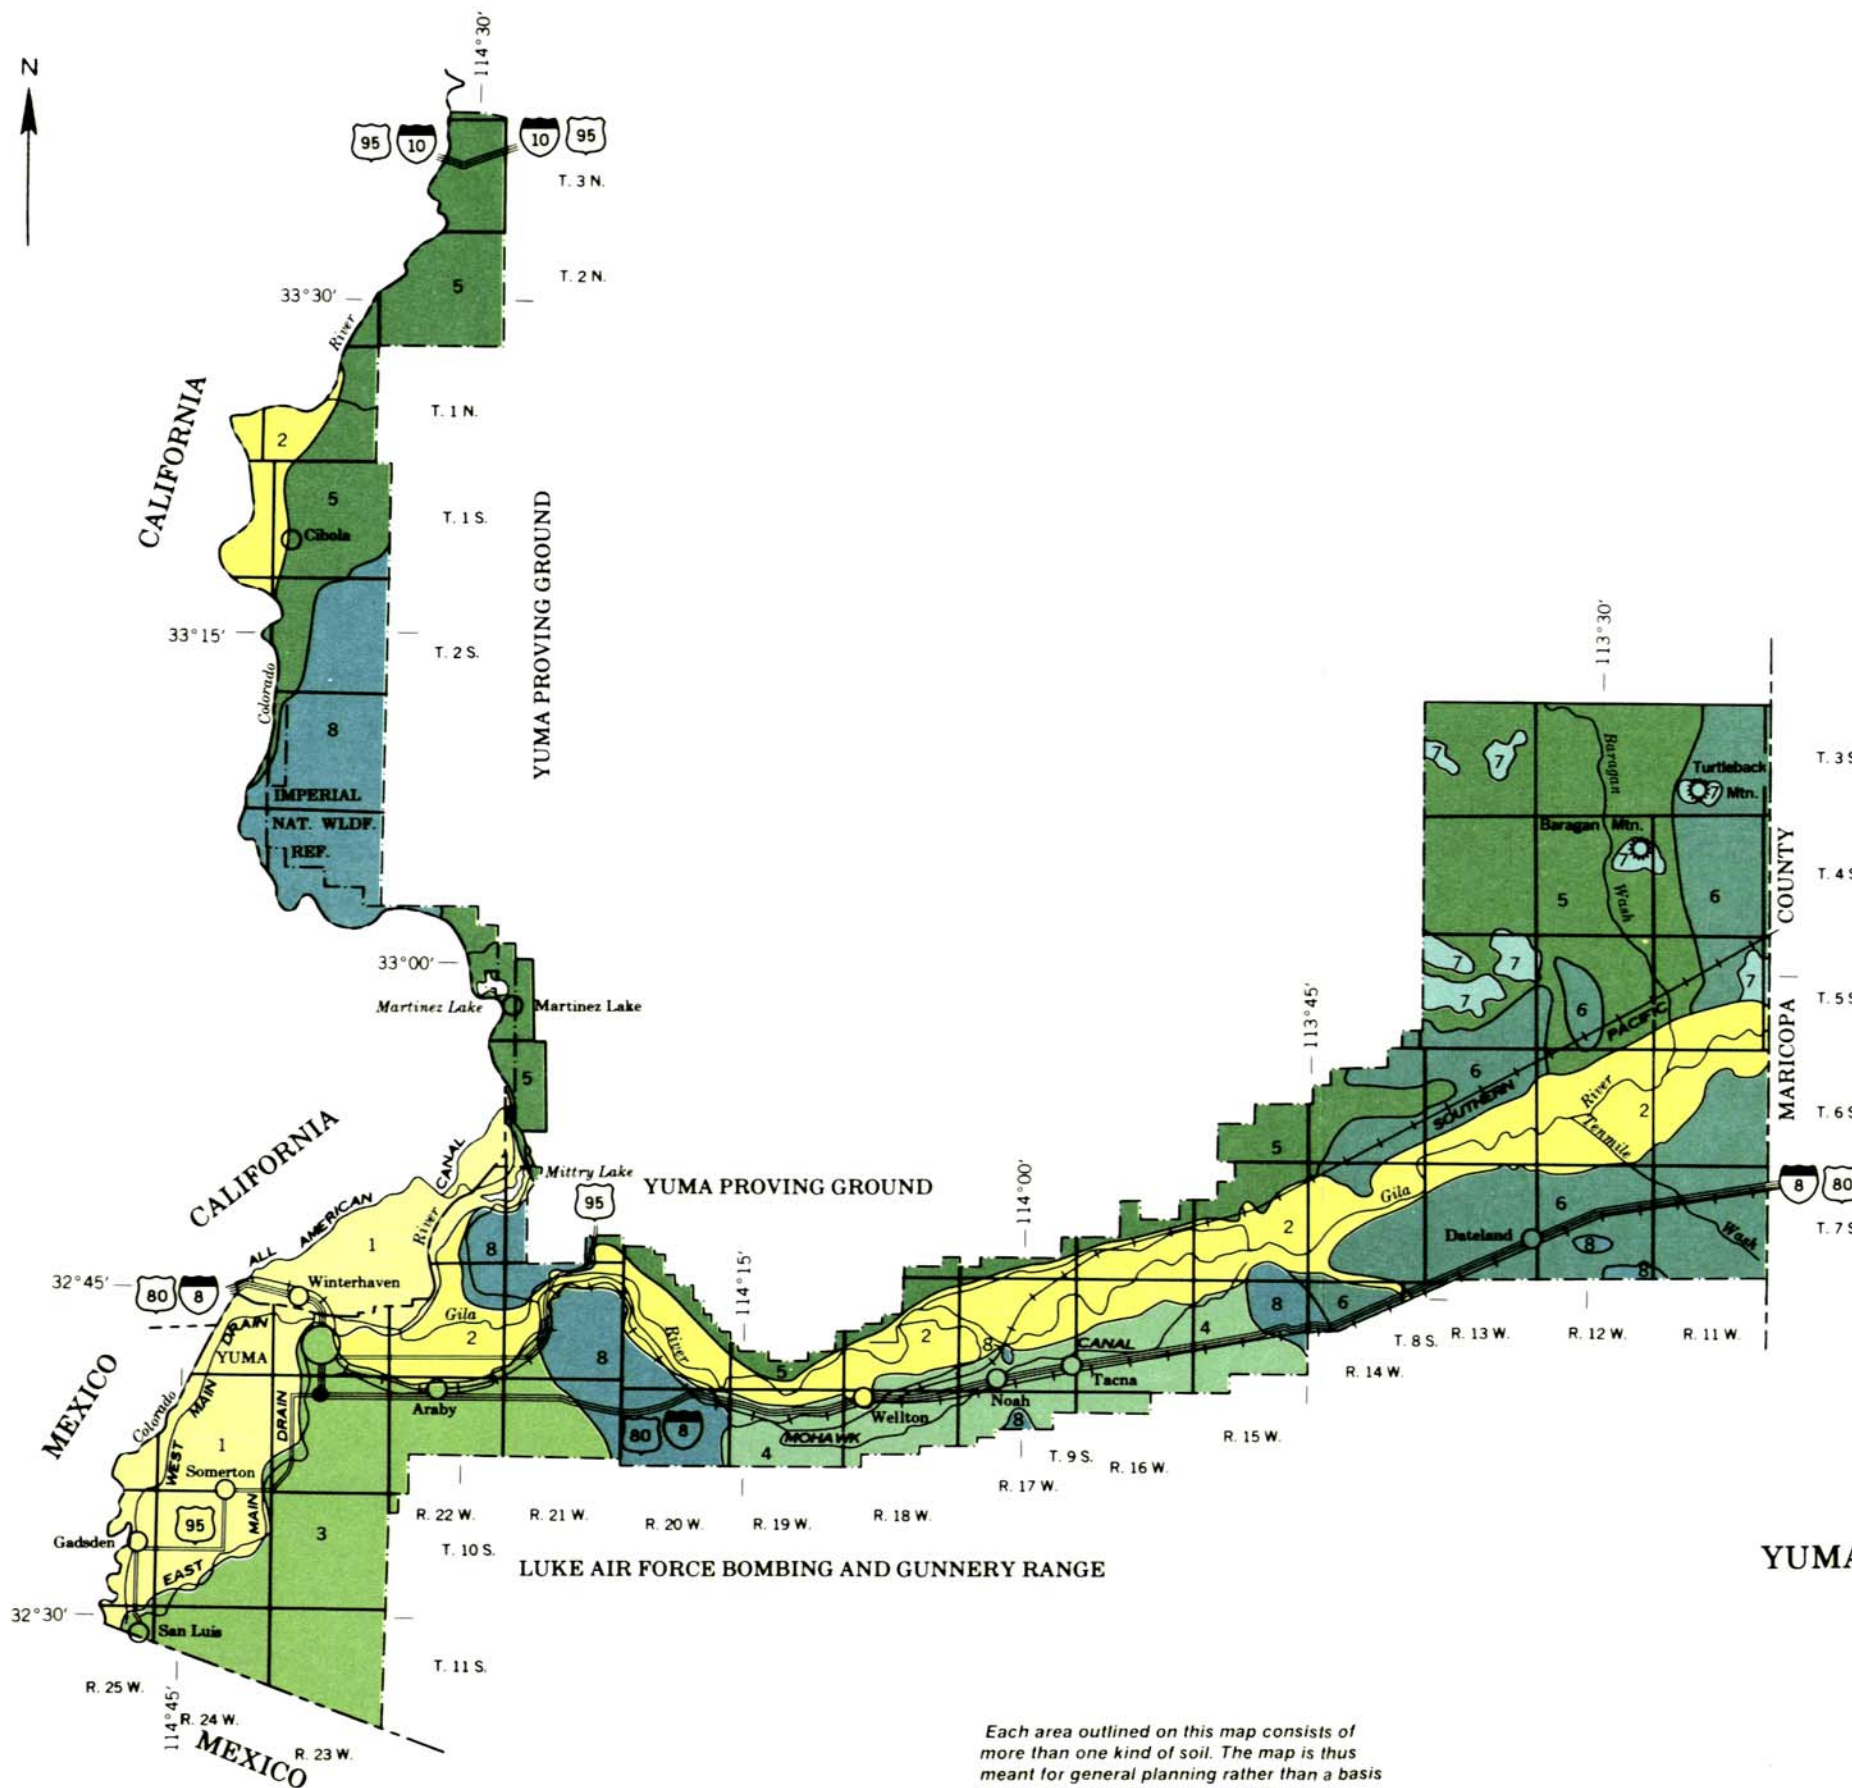 N
114°30'
95 10 10 95
T. 3 N.
T. 2 N.
5
33°30'
River
CALIFORNIA
T. 1 N.
2
5
T. 1 S.
Cibola
YUMA PROVING GROUND
33°15'
T. 2 S.
Colorado
8
IMPERIAL
NAT. WLDF.
REF.
113°30'
7 7
Baragan
Turtleback
7 Mtn.
T. 3 S
Baragan Mtn.
7
Wash
5
6
T. 4 S
COUNTY
MARICOPA
33°00'
Martinez Lake
Martinez Lake
7 7
7
6
7
T. 5 S
PACIFIC
113°45'
5
6
SOUTHERN
River
2
Tenmile
T. 6 S
5
CALIFORNIA
CANAL
Mittry Lake
95
YUMA PROVING GROUND
114°00'
ALL AMERICAN
River
1
8
2
Gila
6
8 80
Dateland
8
Wash
T. 7 S
8
32°45'
80 8
Winterhaven
114°15'
Gila
2
DRAIN
YUMA
8
River
5
2
8
CANAL
4
8
6
T. 8 S.
R. 13 W.
R. 12 W.
R. 11 W.
R. 14 W.
MEXICO
Colorado
MAIN
WEST
DRAIN
Araby
Wellton
Noah
Tacna
1
80 8
4
MOHAWK
8
R. 15 W.
T. 9 S.
R. 16 W.
R. 17 W.
Somerton
95
MAIN
3
R. 22 W.
R. 21 W.
R. 20 W.
R. 19 W.
R. 18 W.
Gadsden
EAST
T. 10 S.
LUKE AIR FORCE BOMBING AND GUNNERY RANGE
YUMA
32°30'
San Luis
T. 11 S.
R. 25 W.
114°45'
R. 24 W.
R. 23 W.
MEXICO
Each area outlined on this map consists of
more than one kind of soil. The map is thus
meant for general planning rather than a basis